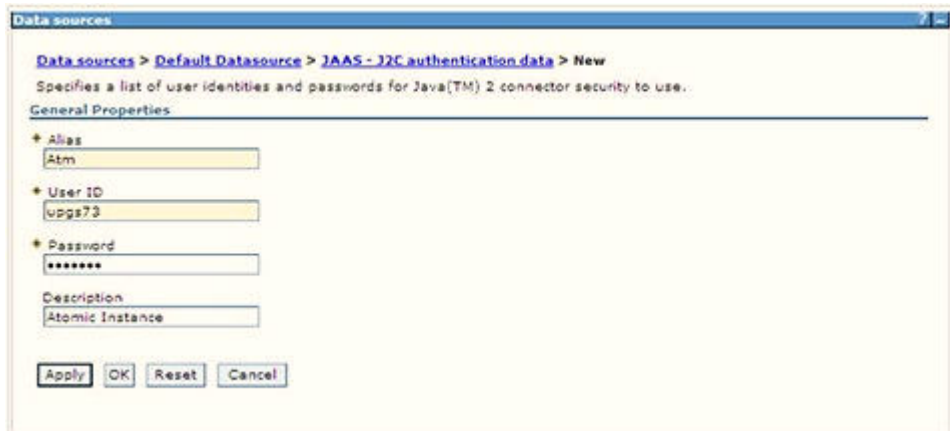 Data sources ? -
Data sources > Default Datasource > JAAS - J2C authentication data > New
Specifies a list of user identities and passwords for Java(TM) 2 connector security to use.
General Properties
Alias
Atm
User ID
upgs73
Password
•••••••
Description
Atomic Instance
Apply OK Reset Cancel